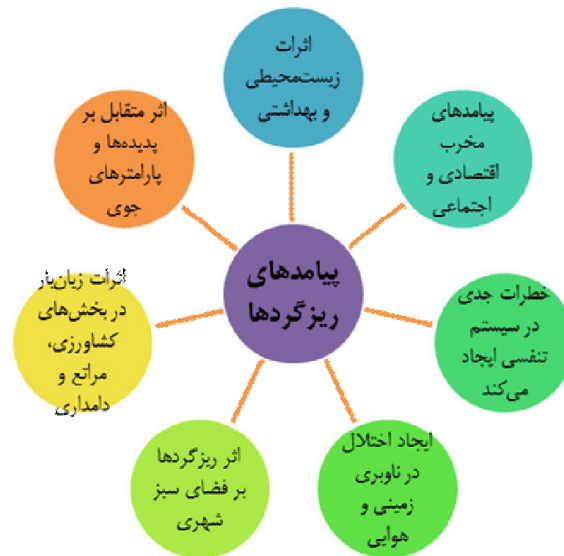 پیامدهای
ریزگردها
اثرات
زیست‌محیطی
و بهداشتی
پیامدهای
مخرب
اقتصادی و
اجتماعی
خطرات جدی
در سیستم
تنفسی ایجاد
می‌کند
ایجاد اختلال
در ناوبری
زمینی و
هوایی
اثر ریزگردها
بر فضای سبز
شهری
اثرات زیان‌بار
در بخش‌های
کشاورزی،
مراتع و
دامداری
اثر متقابل بر
پدیده‌ها و
پارامترهای
جوی